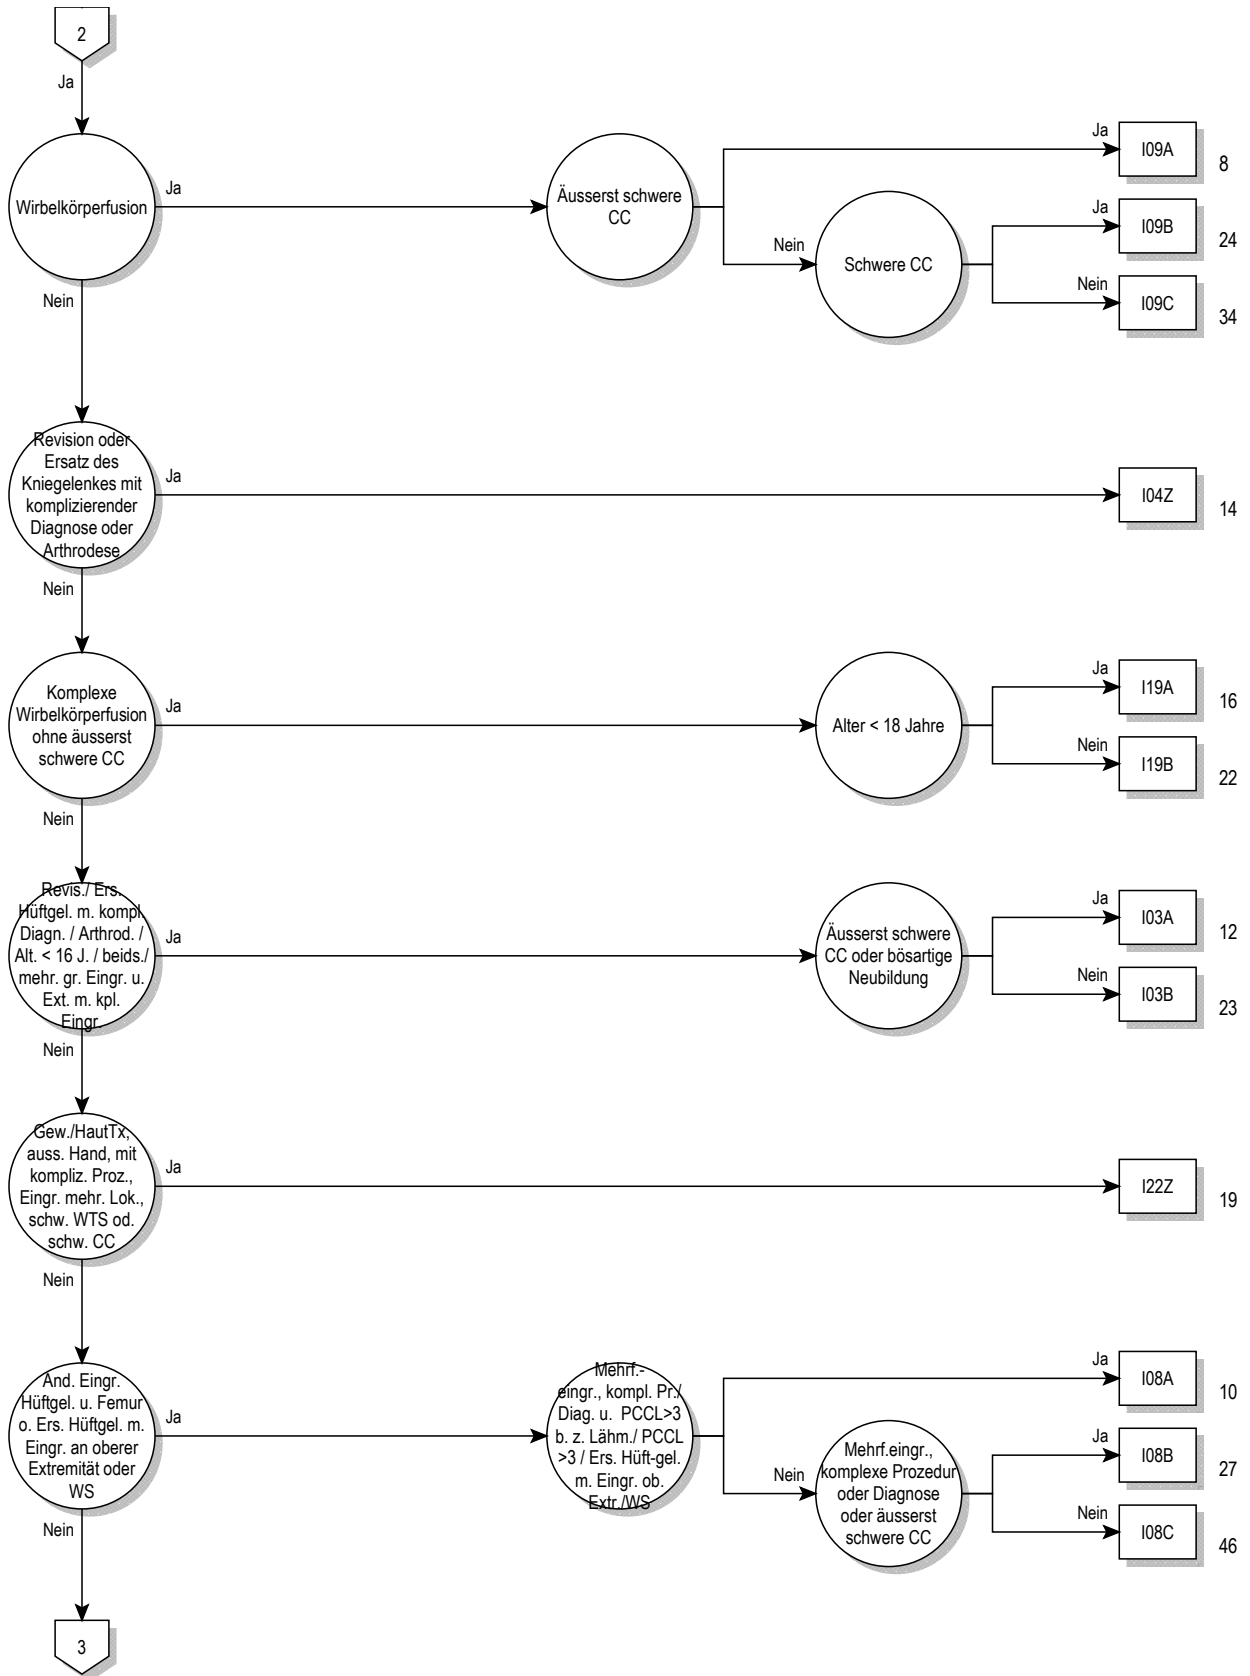 2
Ja
Wirbelkörperfusion
Ja
Äusserst schwere
CC
Ja
I09A
8
Nein
Schwere CC
Ja
I09B
24
Nein
I09C
34
Nein
Revision oder
Ersatz des
Kniegelenkes mit
komplizierender
Diagnose oder
Arthrodese
Ja
I04Z
14
Nein
Komplexe
Wirbelkörperfusion
ohne äusserst
schwere CC
Ja
Alter < 18 Jahre
Ja
I19A
16
Nein
I19B
22
Nein
Revis./ Ers.
Hüftgel. m. kompl.
Diagn. / Arthrod. /
Alt. < 16 J. / beids./
mehr. gr. Eingr. u.
Ext. m. kpl.
Eingr.
Ja
Äusserst schwere
CC oder bösartige
Neubildung
Ja
I03A
12
Nein
I03B
23
Nein
Gew./HautTx,
auss. Hand, mit
kompliz. Proz.,
Eingr. mehr. Lok.,
schw. WTS od.
schw. CC
Ja
I22Z
19
Nein
And. Eingr.
Hüftgel. u. Femur
o. Ers. Hüftgel. m.
Eingr. an oberer
Extremität oder
WS
Ja
Mehrf.-
eingr., kompl. Pr./
Diag. u. PCCL>3
b. z. Lähm./ PCCL
>3 / Ers. Hüft-gel.
m. Eingr. ob.
Extr./WS
Ja
I08A
10
Nein
Mehrf.eingr.,
komplexe Prozedur
oder Diagnose
oder äusserst
schwere CC
Ja
I08B
27
Nein
I08C
46
Nein
3